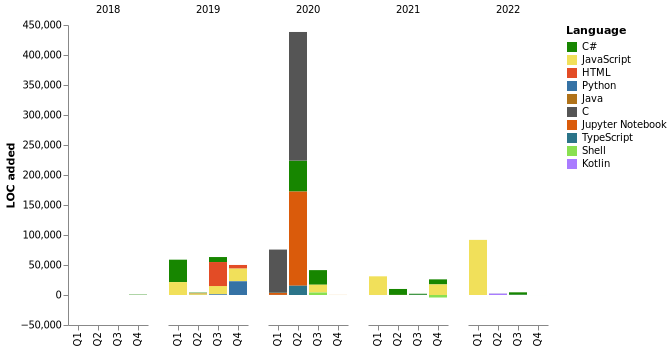 2018 2019 2020 2021 2022
LOC added
450,000
400,000
350,000
300,000
250,000
200,000
150,000
100,000
50,000
0
−50,000
Q1 Q2 Q3 Q4 Q1 Q2 Q3 Q4 Q1 Q2 Q3 Q4 Q1 Q2 Q3 Q4 Q1 Q2 Q3 Q4
Language
C#
JavaScript
HTML
Python
Java
C
Jupyter Notebook
TypeScript
Shell
Kotlin